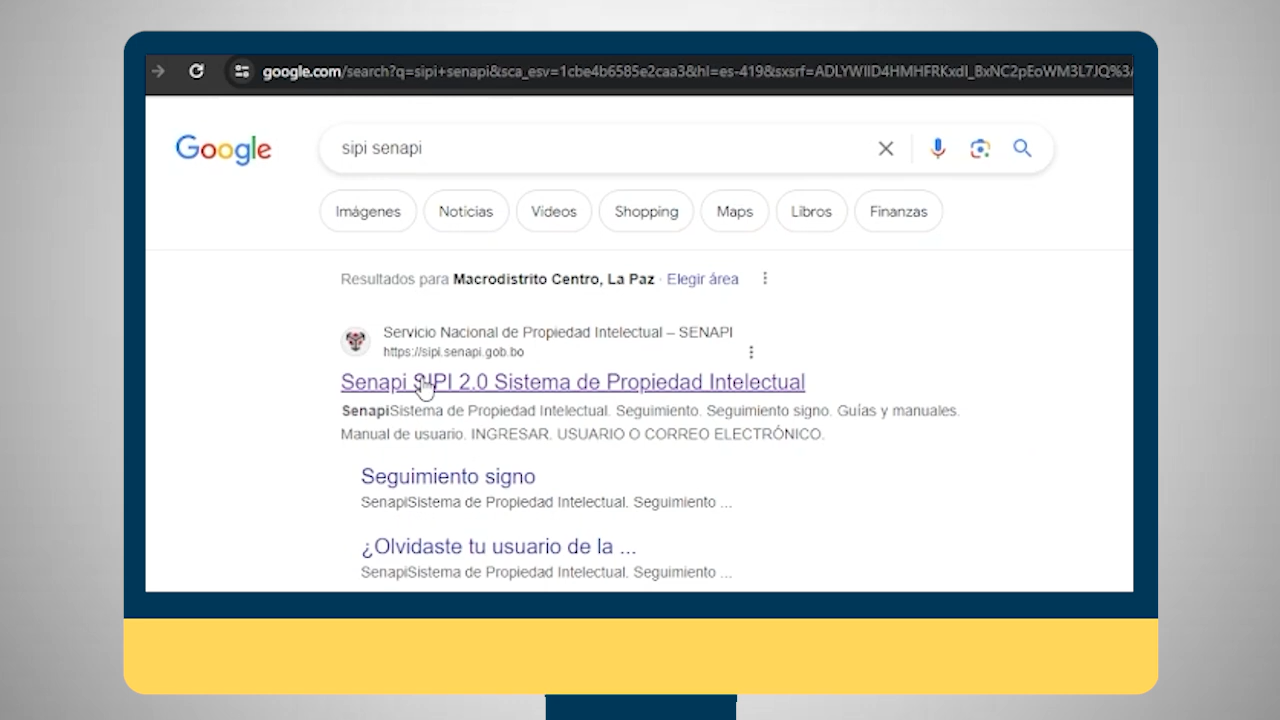 google.com/search?q=sipi+senapi&sca_esv=1cbe4b6585e2caa3&hl=es-419&sxsrf=ADLYWIID4HMHFRKxdI_BxNC2pEoWM3L7JQ%3
Google
sipi senapi
Imágenes
Noticias
Videos
Shopping
Maps
Libros
Finanzas
Resultados para Macrodistrito Centro, La Paz · Elegir área
Servicio Nacional de Propiedad Intelectual – SENAPI
https://sipi.senapi.gob.bo
Senapi SIPI 2.0 Sistema de Propiedad Intelectual
SenapiSistema de Propiedad Intelectual. Seguimiento. Seguimiento signo. Guías y manuales.
Manual de usuario. INGRESAR. USUARIO O CORREO ELECTRÓNICO.
Seguimiento signo
SenapiSistema de Propiedad Intelectual. Seguimiento ...
¿Olvidaste tu usuario de la ...
SenapiSistema de Propiedad Intelectual. Seguimiento ...